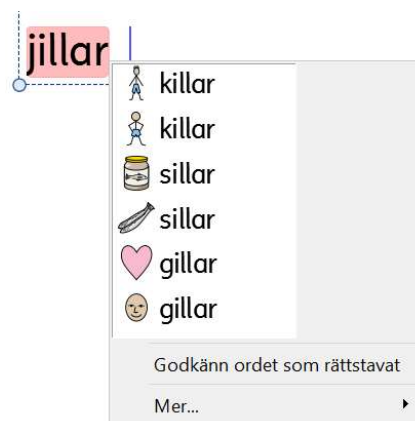 jillar
killar
killar
sillar
sillar
gillar
gillar
Godkänn ordet som rättstavat
Mer...